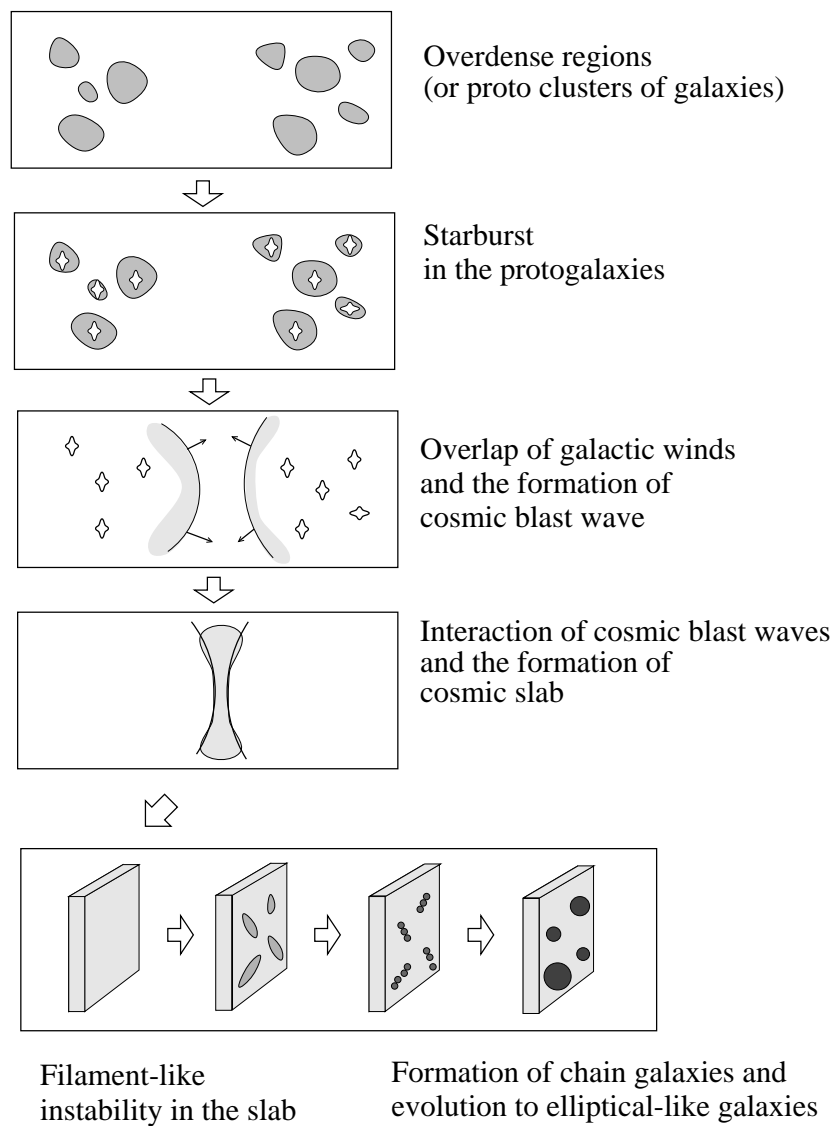 Overdense regions
(or proto clusters of galaxies)
Starburst
in the protogalaxies
Overlap of galactic winds
and the formation of
cosmic blast wave
Interaction of cosmic blast waves
and the formation of
cosmic slab
Filament-like
instability in the slab
Formation of chain galaxies and
evolution to elliptical-like galaxies